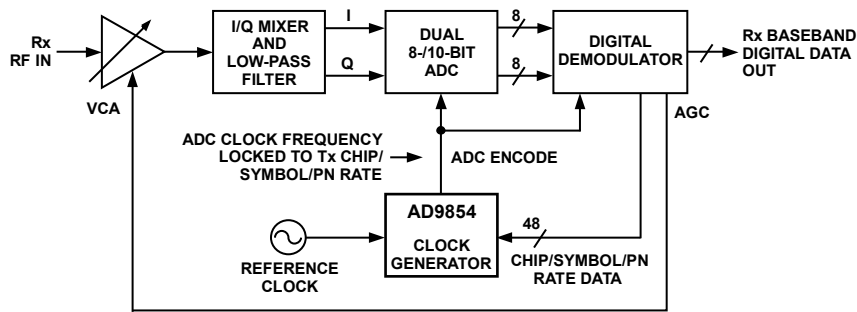 Rx
RF IN
VCA
I/Q MIXER
AND
LOW-PASS
FILTER
I
Q
DUAL
8-/10-BIT
ADC
8
8
DIGITAL
DEMODULATOR
Rx BASEBAND
DIGITAL DATA
OUT
AGC
ADC CLOCK FREQUENCY
LOCKED TO Tx CHIP/
SYMBOL/PN RATE
ADC ENCODE
AD9854
CLOCK
GENERATOR
48
CHIP/SYMBOL/PN
RATE DATA
REFERENCE
CLOCK